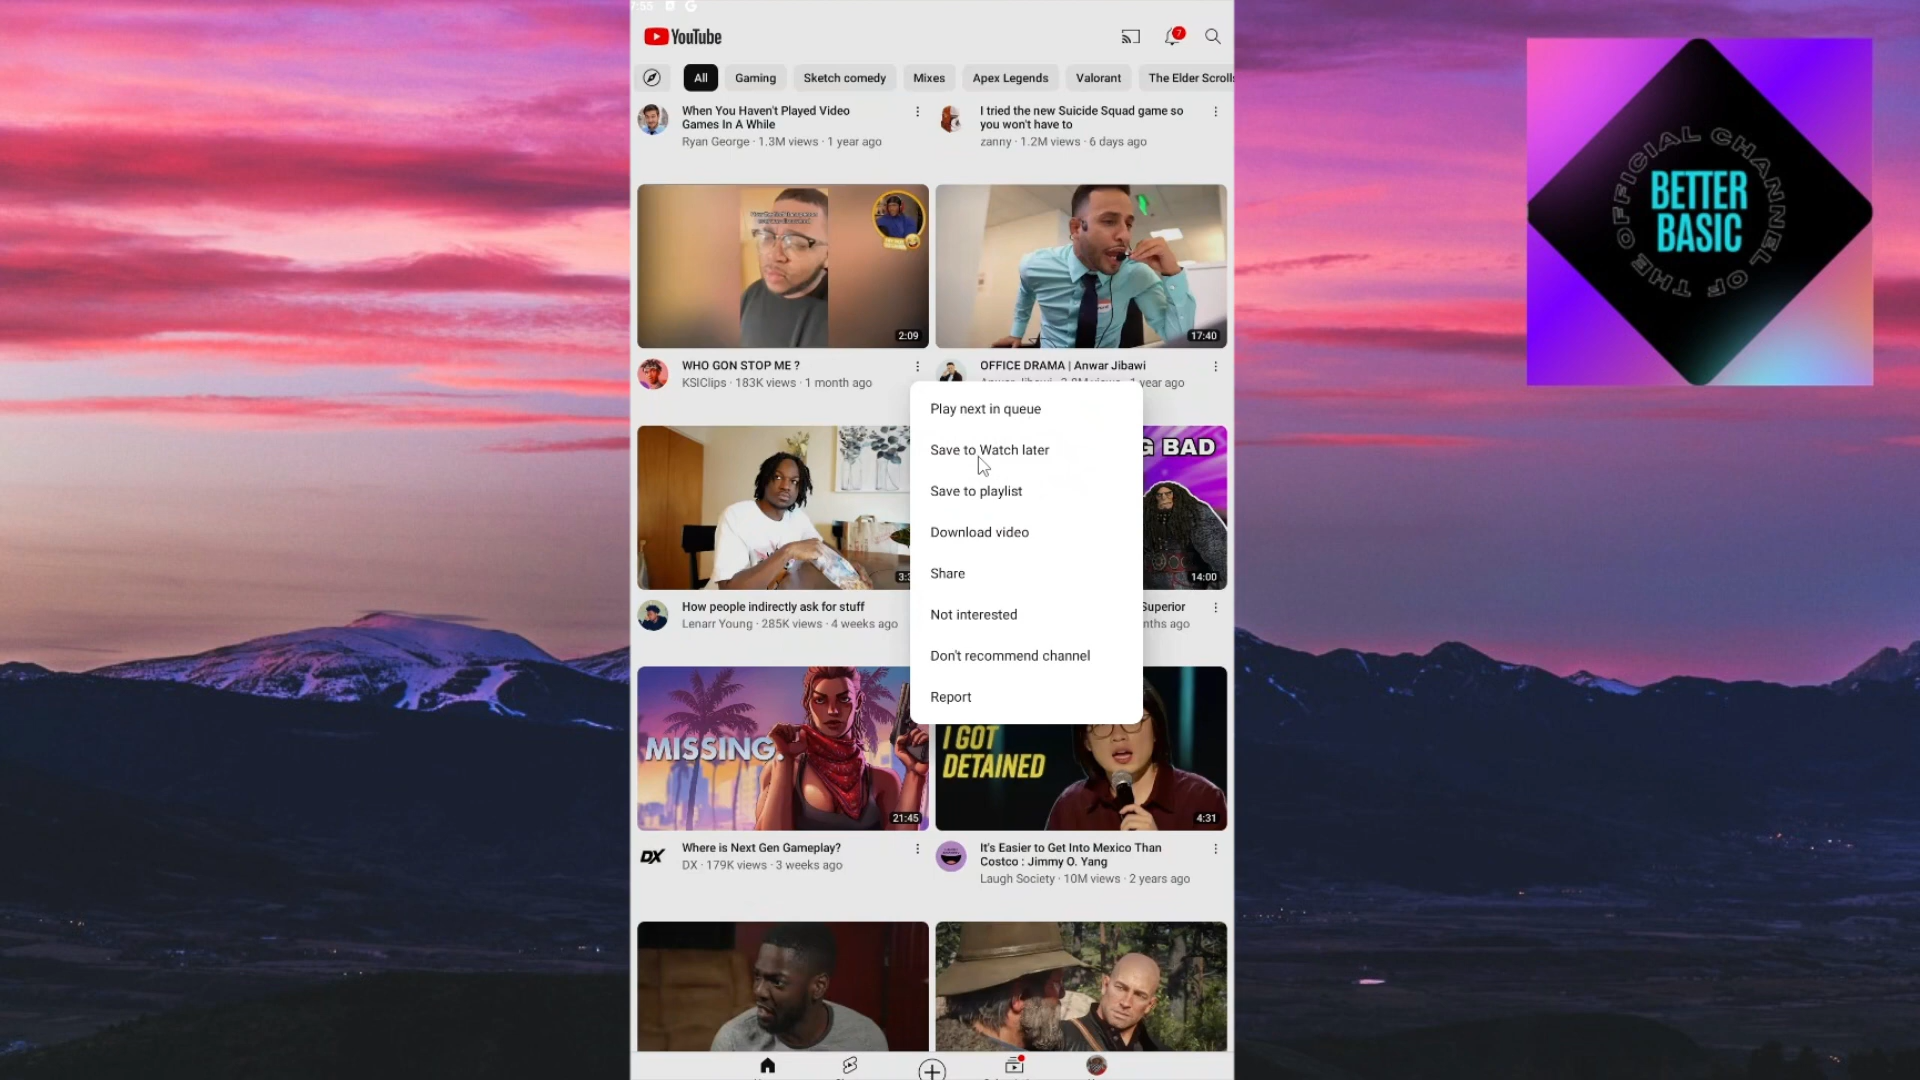 7:55
YouTube
7
All
Gaming
Sketch comedy
Mixes
Apex Legends
Valorant
The Elder Scrolls
When You Haven't Played Video
Games In A While
Ryan George · 1.3M views · 1 year ago
I tried the new Suicide Squad game so
you won't have to
zanny · 1.2M views · 6 days ago
2:09
17:40
WHO GON STOP ME ?
KSIClips · 183K views · 1 month ago
OFFICE DRAMA | Anwar Jibawi
year ago
Play next in queue
Save to Watch later
Save to playlist
Download video
Share
Not interested
Don't recommend channel
Report
G BAD
14:00
How people indirectly ask for stuff
Lenarr Young · 285K views · 4 weeks ago
Superior
nths ago
MISSING.
21:45
I GOT
DETAINED
4:31
DX
Where is Next Gen Gameplay?
DX · 179K views · 3 weeks ago
It's Easier to Get Into Mexico Than
Costco : Jimmy O. Yang
Laugh Society · 10M views · 2 years ago
OFFICIAL CHANNEL OF THE
BETTER
BASIC